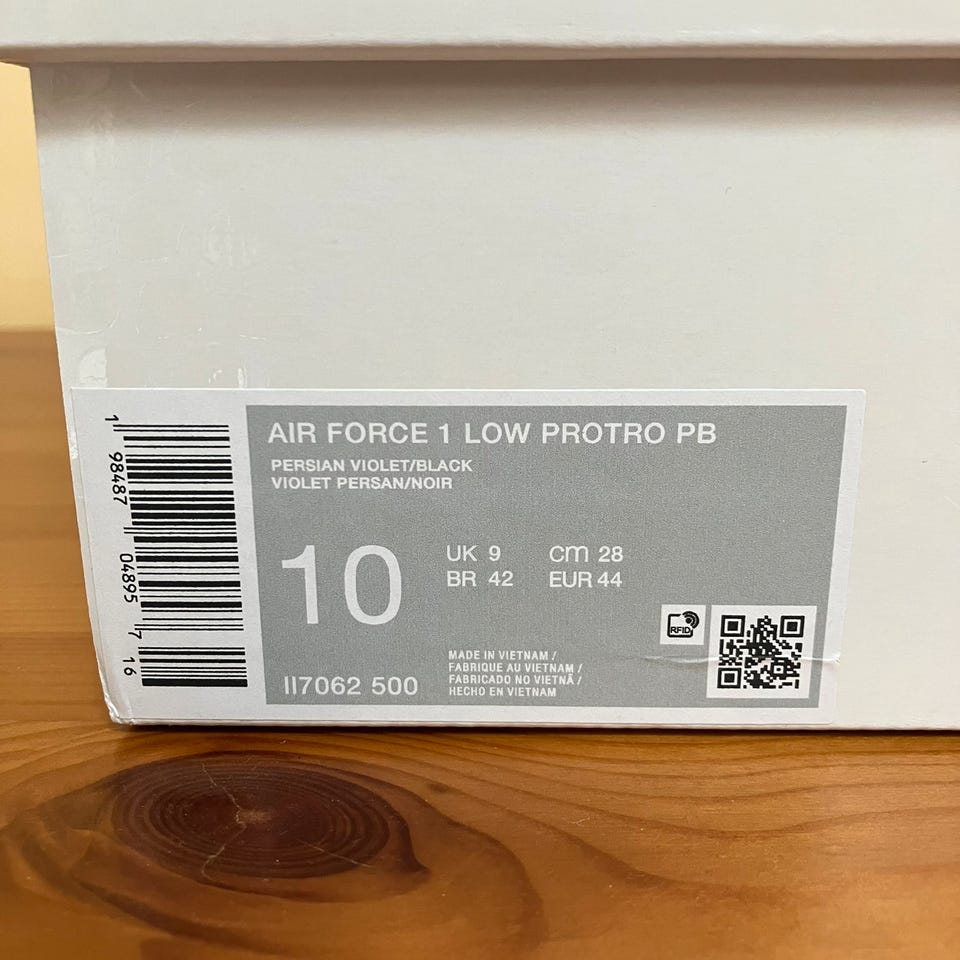 AIR FORCE 1 LOW PROTRO PB
PERSIAN VIOLET/BLACK
VIOLET PERSAN/NOIR
10
UK 9 cm 28
BR 42 EUR 44
RFID
MADE IN VIETNAM /
FABRIQUE AU VIETNAM /
FABRICADO NO VIETNÃ /
HECHO EN VIETNAM
II7062 500
1 98487 04895 7 16